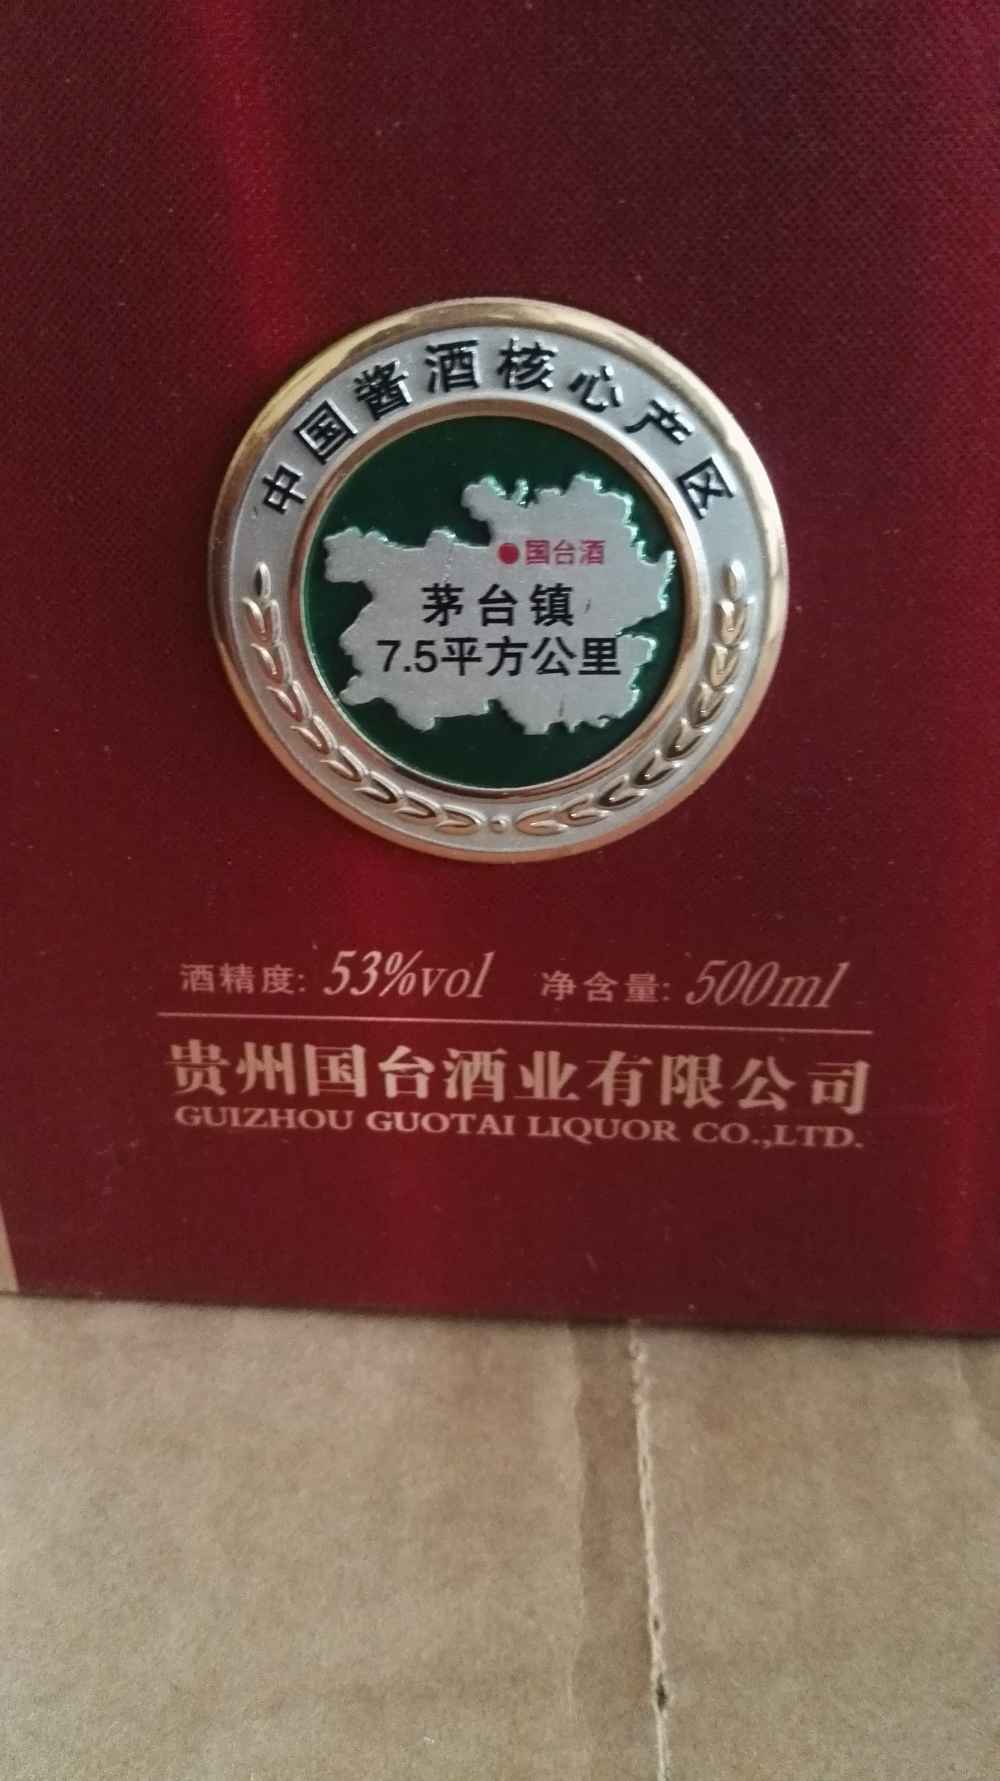 中国酱酒核心产区
国台酒
茅台镇
7.5平方公里
酒精度: 53%vol 净含量: 500ml
贵州国台酒业有限公司
GUIZHOU GUOTAI LIQUOR CO.,LTD.